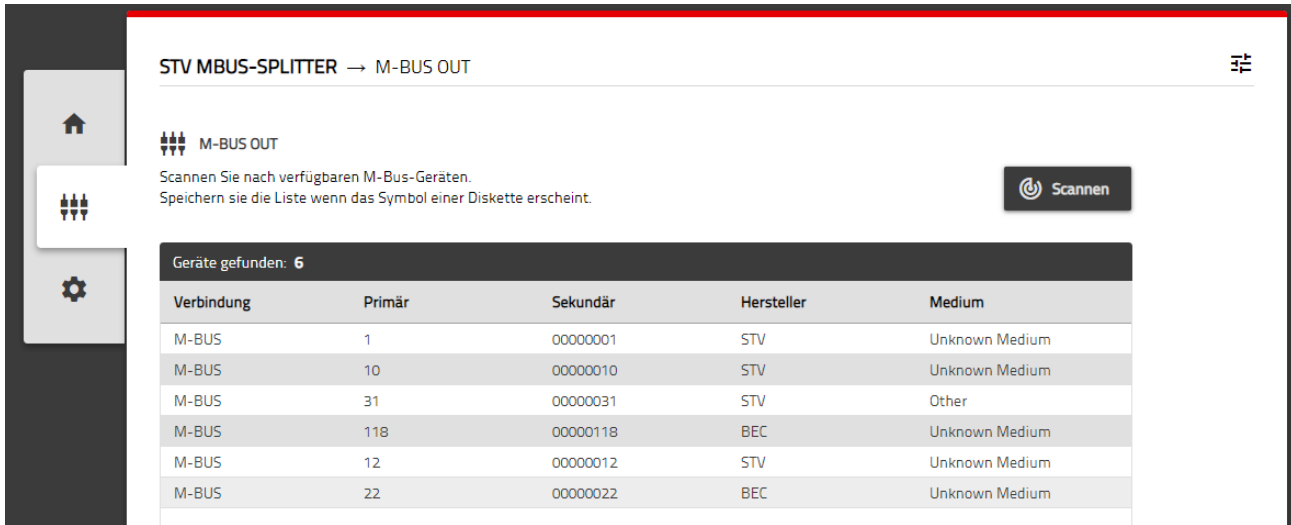 STV MBUS-SPLITTER → M-BUS OUT
M-BUS OUT
Scannen Sie nach verfügbaren M-Bus-Geräten.
Speichern sie die Liste wenn das Symbol einer Diskette erscheint.
Scannen
Geräte gefunden: 6
Verbindung Primär Sekundär Hersteller Medium
M-BUS 1 00000001 STV Unknown Medium
M-BUS 10 00000010 STV Unknown Medium
M-BUS 31 00000031 STV Other
M-BUS 118 00000118 BEC Unknown Medium
M-BUS 12 00000012 STV Unknown Medium
M-BUS 22 00000022 BEC Unknown Medium